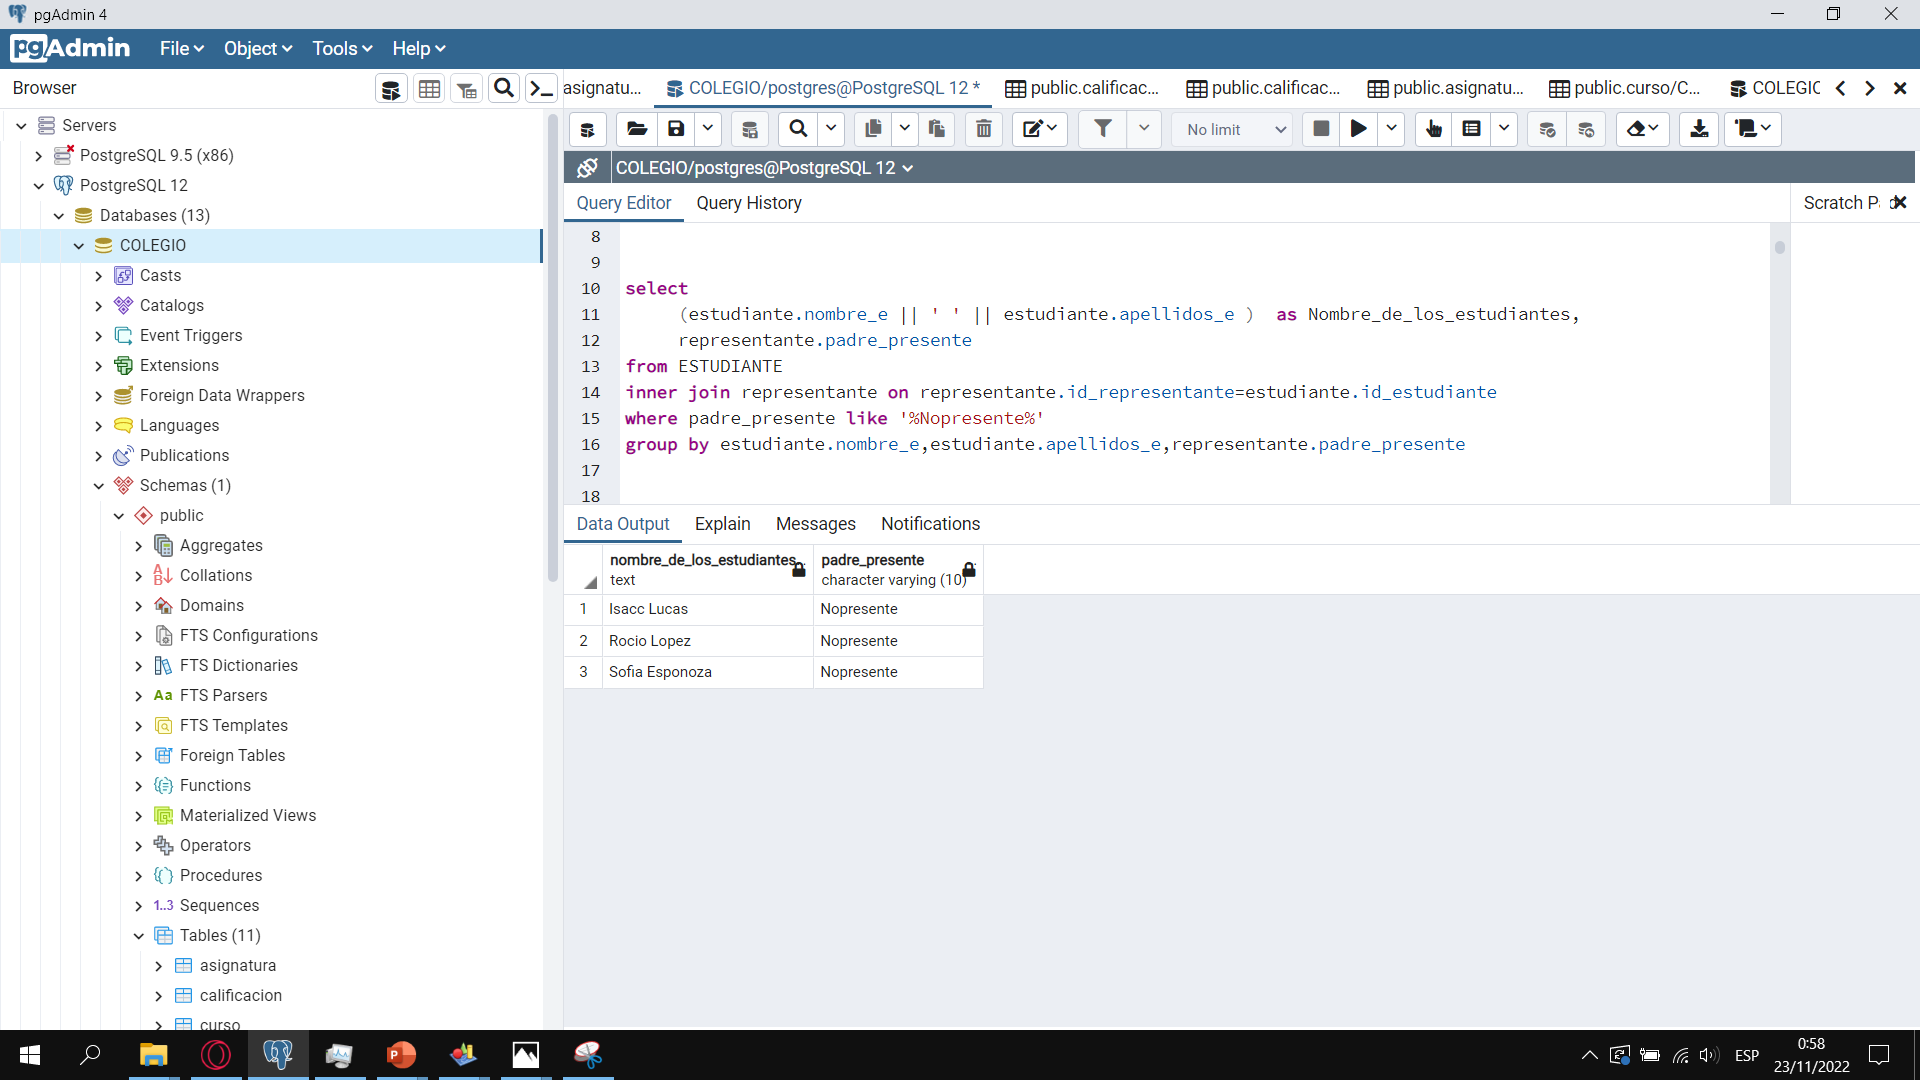 pgAdmin 4
pgAdmin File Object Tools Help
Browser
asignatu... COLEGIO/postgres@PostgreSQL 12 * public.calificac... public.calificac... public.asignatu... public.curso/C... COLEGIO
No limit
COLEGIO/postgres@PostgreSQL 12
Query Editor Query History Scratch P
Servers
PostgreSQL 9.5 (x86)
PostgreSQL 12
Databases (13)
COLEGIO
Casts
Catalogs
Event Triggers
Extensions
Foreign Data Wrappers
Languages
Publications
Schemas (1)
public
Aggregates
Collations
Domains
FTS Configurations
FTS Dictionaries
Aa FTS Parsers
FTS Templates
Foreign Tables
Functions
Materialized Views
Operators
Procedures
1..3 Sequences
Tables (11)
asignatura
calificacion
curso
8
9
10 select
11 (estudiante.nombre_e || ' ' || estudiante.apellidos_e ) as Nombre_de_los_estudiantes,
12 representante.padre_presente
13 from ESTUDIANTE
14 inner join representante on representante.id_representante=estudiante.id_estudiante
15 where padre_presente like '%Nopresente%'
16 group by estudiante.nombre_e,estudiante.apellidos_e,representante.padre_presente
17
18
Data Output Explain Messages Notifications
nombre_de_los_estudiantes padre_presente
text character varying (10)
1 Isacc Lucas Nopresente
2 Rocio Lopez Nopresente
3 Sofia Esponoza Nopresente
ESP
0:58
23/11/2022